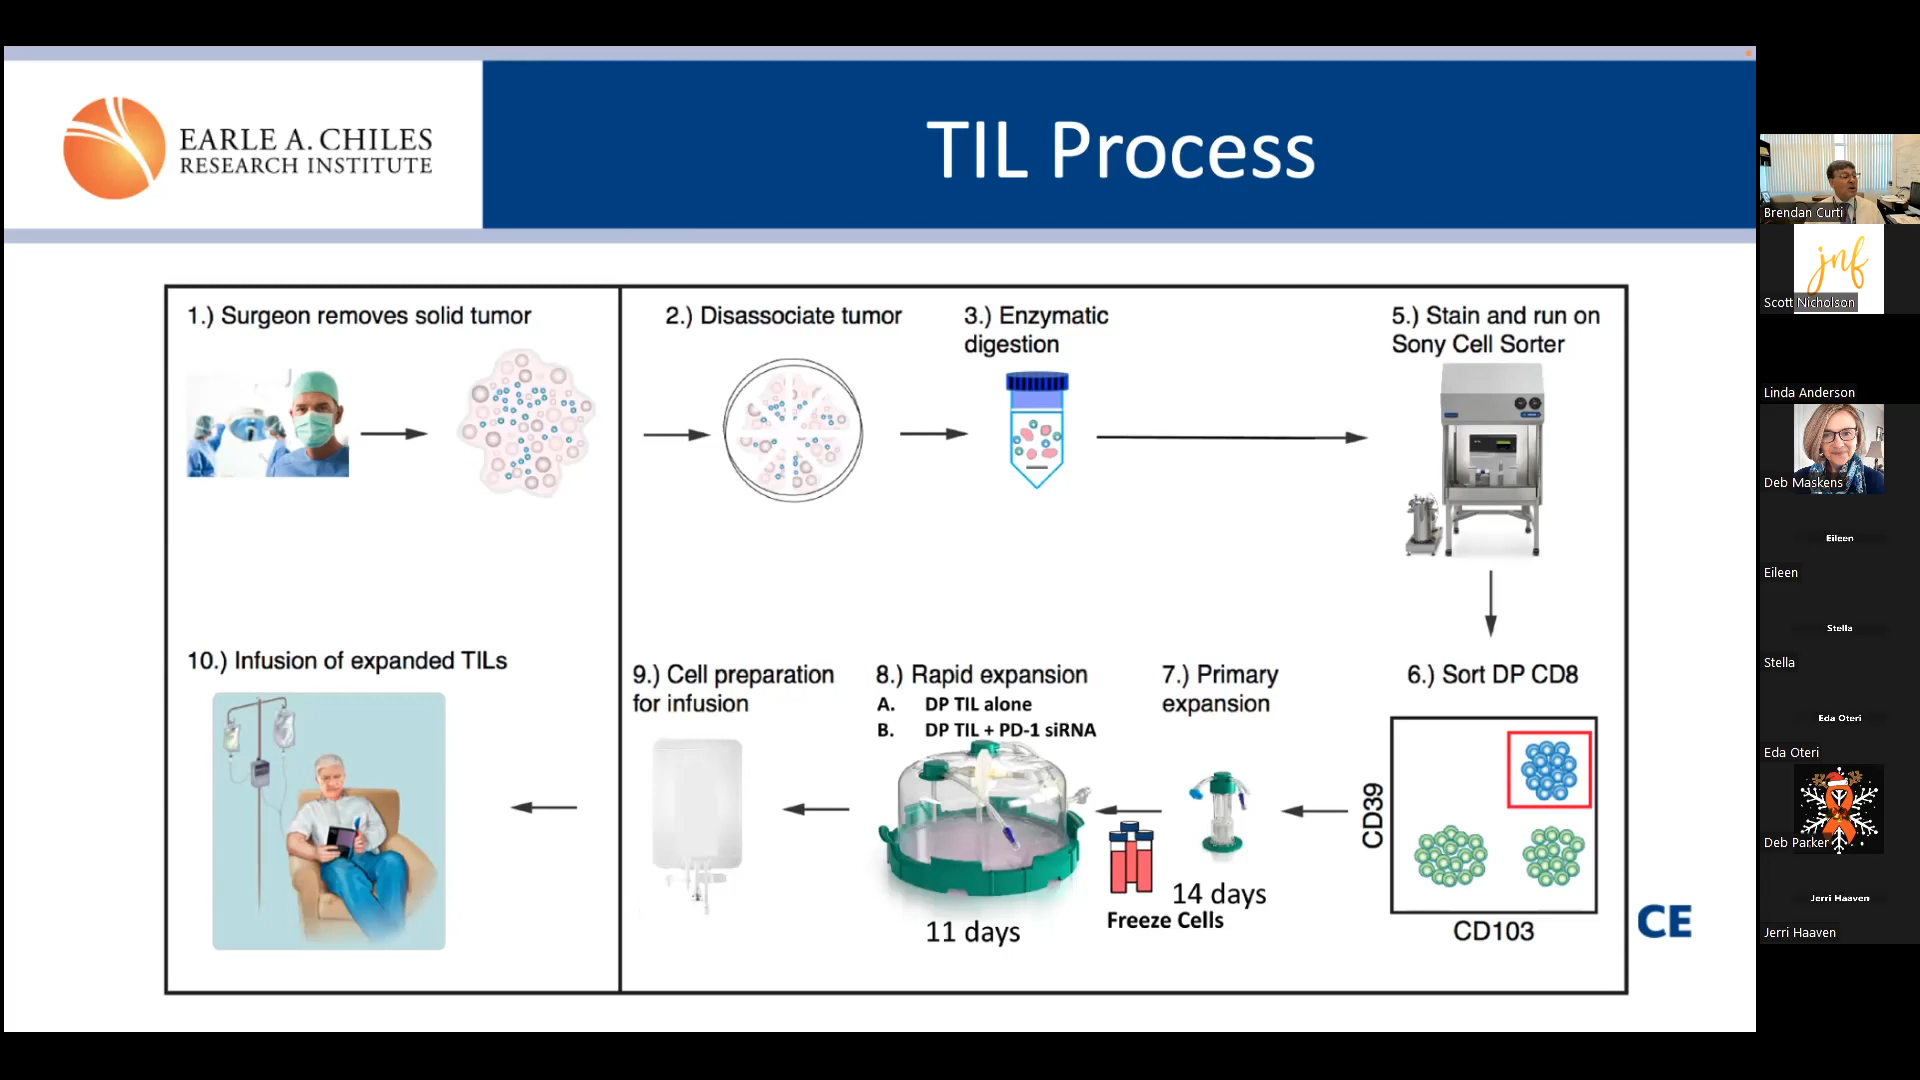 EARLE A. CHILES
RESEARCH INSTITUTE
TIL Process
1.) Surgeon removes solid tumor
2.) Disassociate tumor
3.) Enzymatic
digestion
5.) Stain and run on
Sony Cell Sorter
6.) Sort DP CD8
CD39
CD103
7.) Primary
expansion
14 days
Freeze Cells
8.) Rapid expansion
A. DP TIL alone
B. DP TIL + PD-1 siRNA
11 days
9.) Cell preparation
for infusion
10.) Infusion of expanded TILs
CE
Brendan Curti
jnf
Scott Nicholson
Linda Anderson
Deb Maskens
Eileen
Eileen
Stella
Stella
Eda Oteri
Eda Oteri
Deb Parker
Jerri Haaven
Jerri Haaven